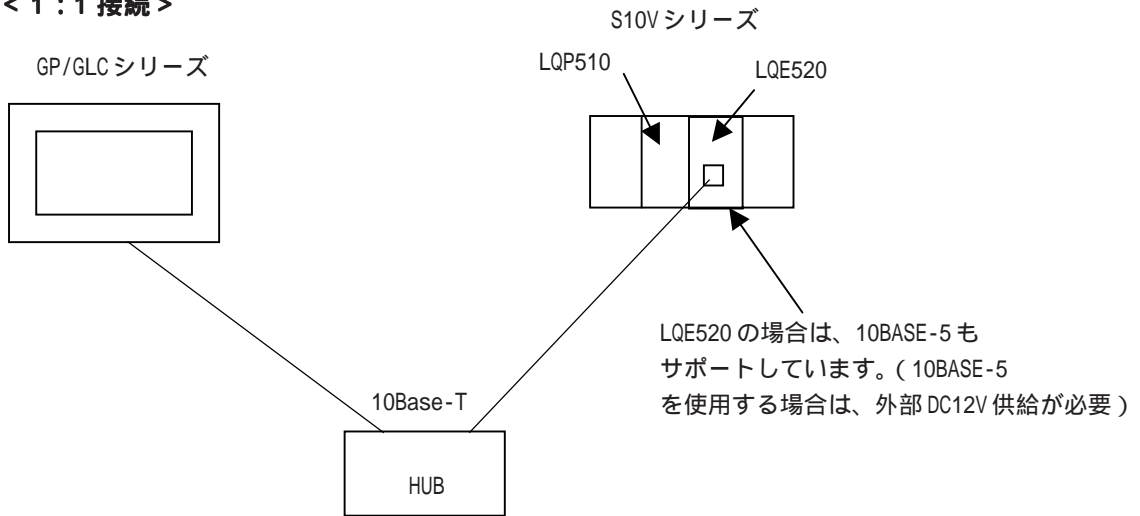 < 1 : 1 接続 >
S10V シリーズ
GP/GLC シリーズ
LQP510
LQE520
LQE520 の場合は、10BASE-5 も
サポートしています。( 10BASE-5
を使用する場合は、外部 DC12V 供給が必要 )
10Base-T
HUB